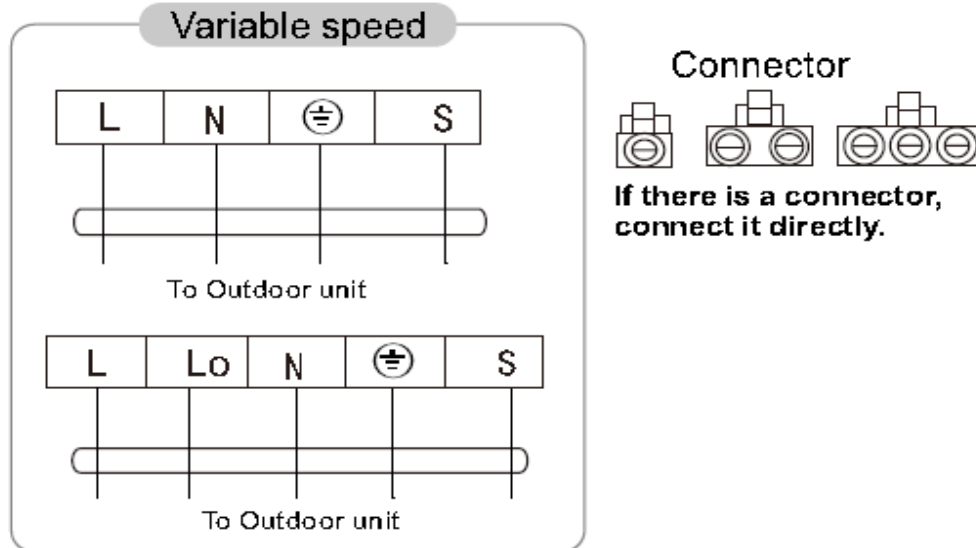 Variable speed
L N S
To Outdoor unit
L Lo N S
To Outdoor unit
Connector
If there is a connector,
connect it directly.